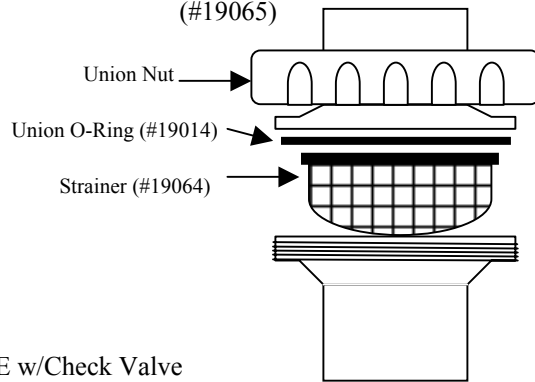 (#19065)
Union Nut
Union O-Ring (#19014)
Strainer (#19064)
E w/Check Valve